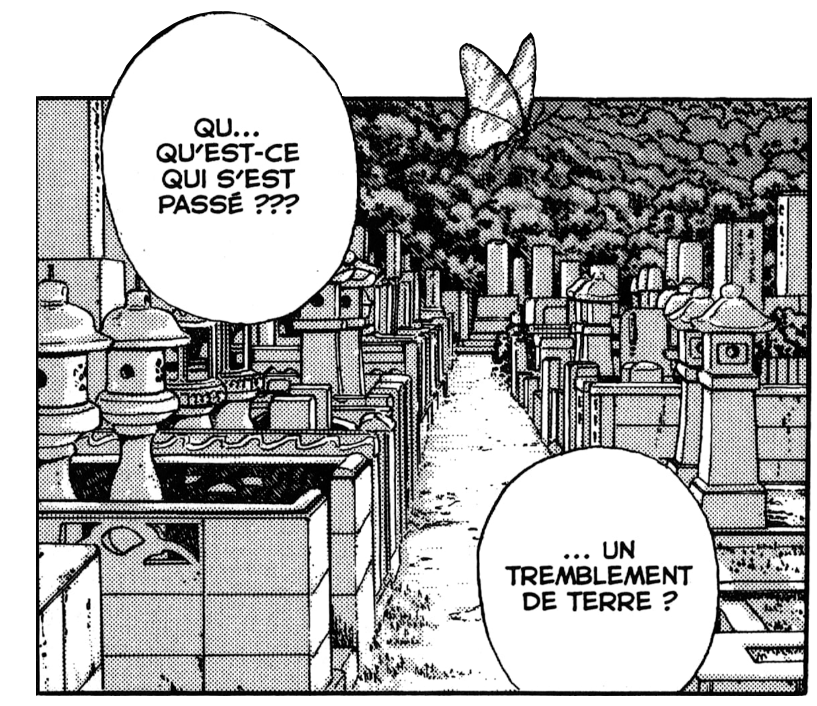 QU...
QU'EST-CE
QUI S'EST
PASSÉ ???
... UN
TREMBLEMENT
DE TERRE ?